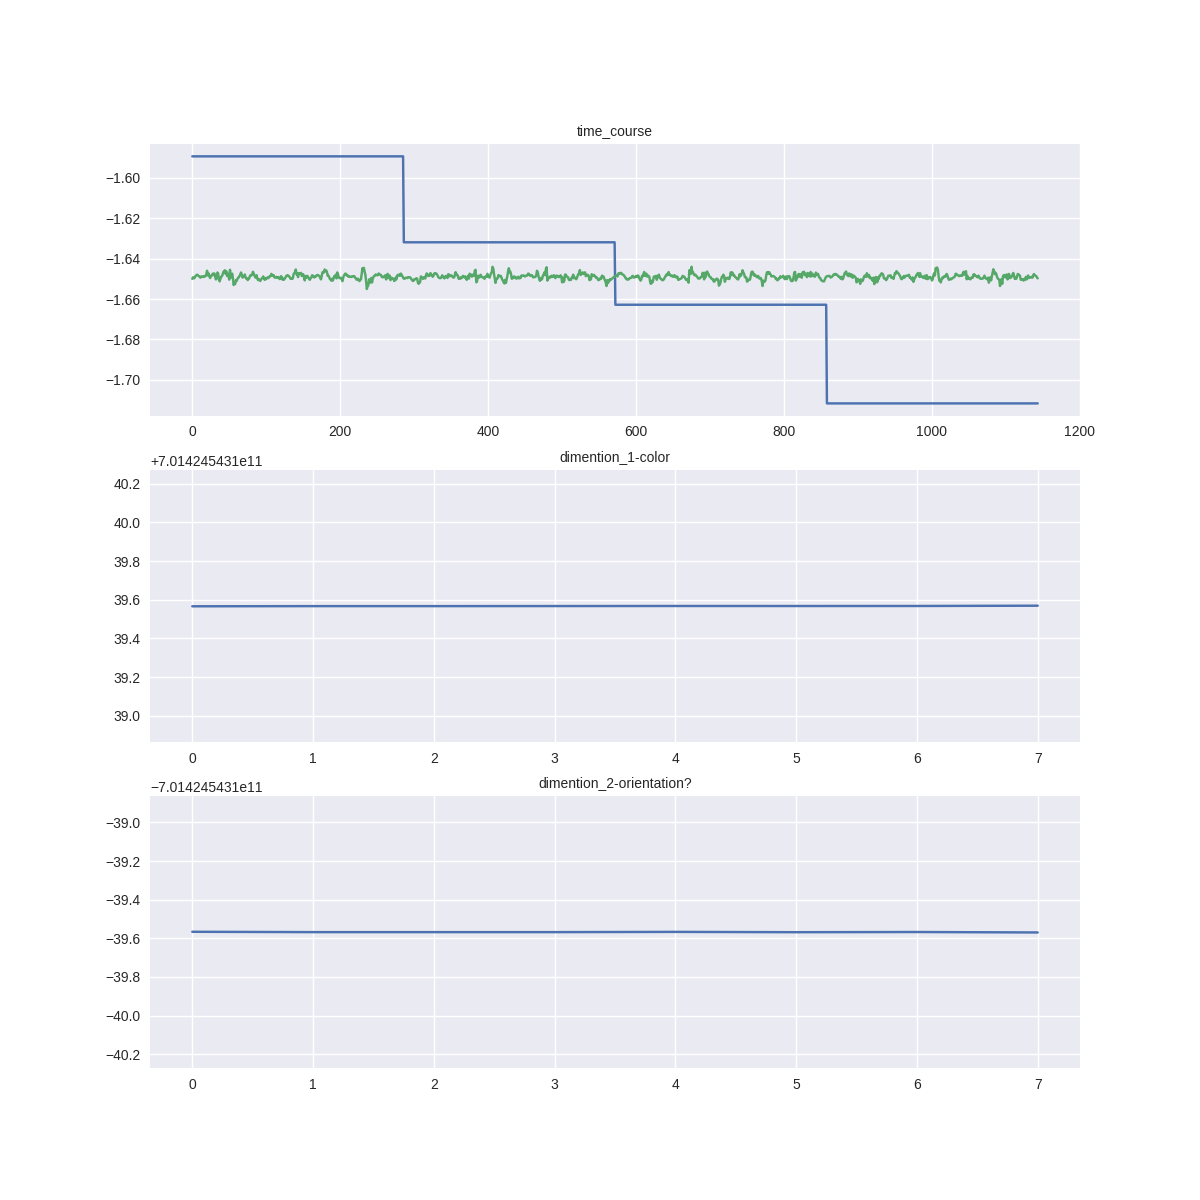 time_course
−1.60
−1.62
−1.64
−1.66
−1.68
−1.70
0 200 400 600 800 1000 1200
+7.014245431e11
dimention_1-color
40.2
40.0
39.8
39.6
39.4
39.2
39.0
0 1 2 3 4 5 6 7
−7.014245431e11
dimention_2-orientation?
−39.0
−39.2
−39.4
−39.6
−39.8
−40.0
−40.2
0 1 2 3 4 5 6 7